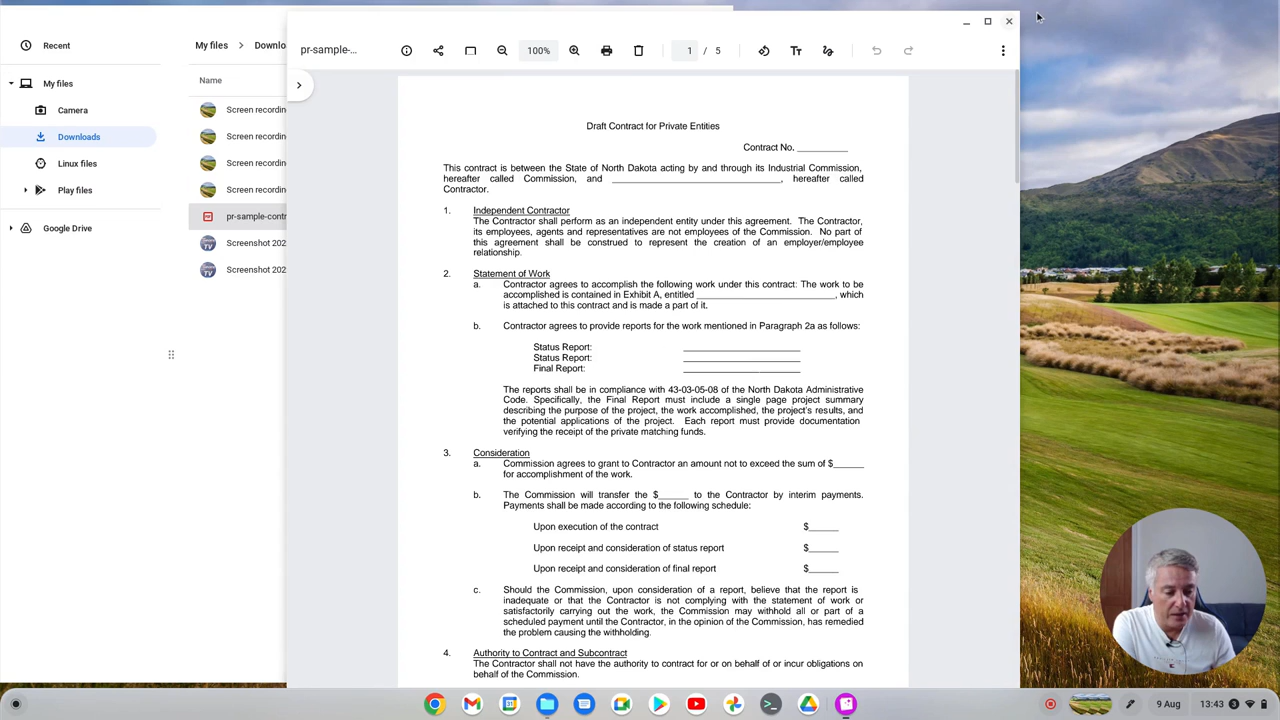 Recent
My files
Camera
Downloads
Linux files
Play files
Google Drive
My files
Downlo
Name
Screen recording
Screen recording
Screen recording
Screen recording
pr-sample-contr
Screenshot 202
Screenshot 202
pr-sample-...
100%
1 / 5
Draft Contract for Private Entities
Contract No. __________
This contract is between the State of North Dakota acting by and through its Industrial Commission,
hereafter called Commission, and ________________________________, hereafter called
Contractor.
1. Independent Contractor
The Contractor shall perform as an independent entity under this agreement. The Contractor,
its employees, agents and representatives are not employees of the Commission. No part of
this agreement shall be construed to represent the creation of an employer/employee
relationship.
2. Statement of Work
a. Contractor agrees to accomplish the following work under this contract: The work to be
accomplished is contained in Exhibit A, entitled ___________________________, which
is attached to this contract and is made a part of it.
b. Contractor agrees to provide reports for the work mentioned in Paragraph 2a as follows:
Status Report: ______________________
Status Report: ______________________
Final Report: ______________________
The reports shall be in compliance with 43-03-05-08 of the North Dakota Administrative
Code. Specifically, the Final Report must include a single page project summary
describing the purpose of the project, the work accomplished, the project's results, and
the potential applications of the project. Each report must provide documentation
verifying the receipt of the private matching funds.
3. Consideration
a. Commission agrees to grant to Contractor an amount not to exceed the sum of $______
for accomplishment of the work.
b. The Commission will transfer the $______ to the Contractor by interim payments.
Payments shall be made according to the following schedule:
Upon execution of the contract $______
Upon receipt and consideration of status report $______
Upon receipt and consideration of final report $______
c. Should the Commission, upon consideration of a report, believe that the report is
inadequate or that the Contractor is not complying with the statement of work or
satisfactorily carrying out the work, the Commission may withhold all or part of a
scheduled payment until the Contractor, in the opinion of the Commission, has remedied
the problem causing the withholding.
4. Authority to Contract and Subcontract
The Contractor shall not have the authority to contract for or on behalf of or incur obligations on
behalf of the Commission.
9 Aug
13:43
3